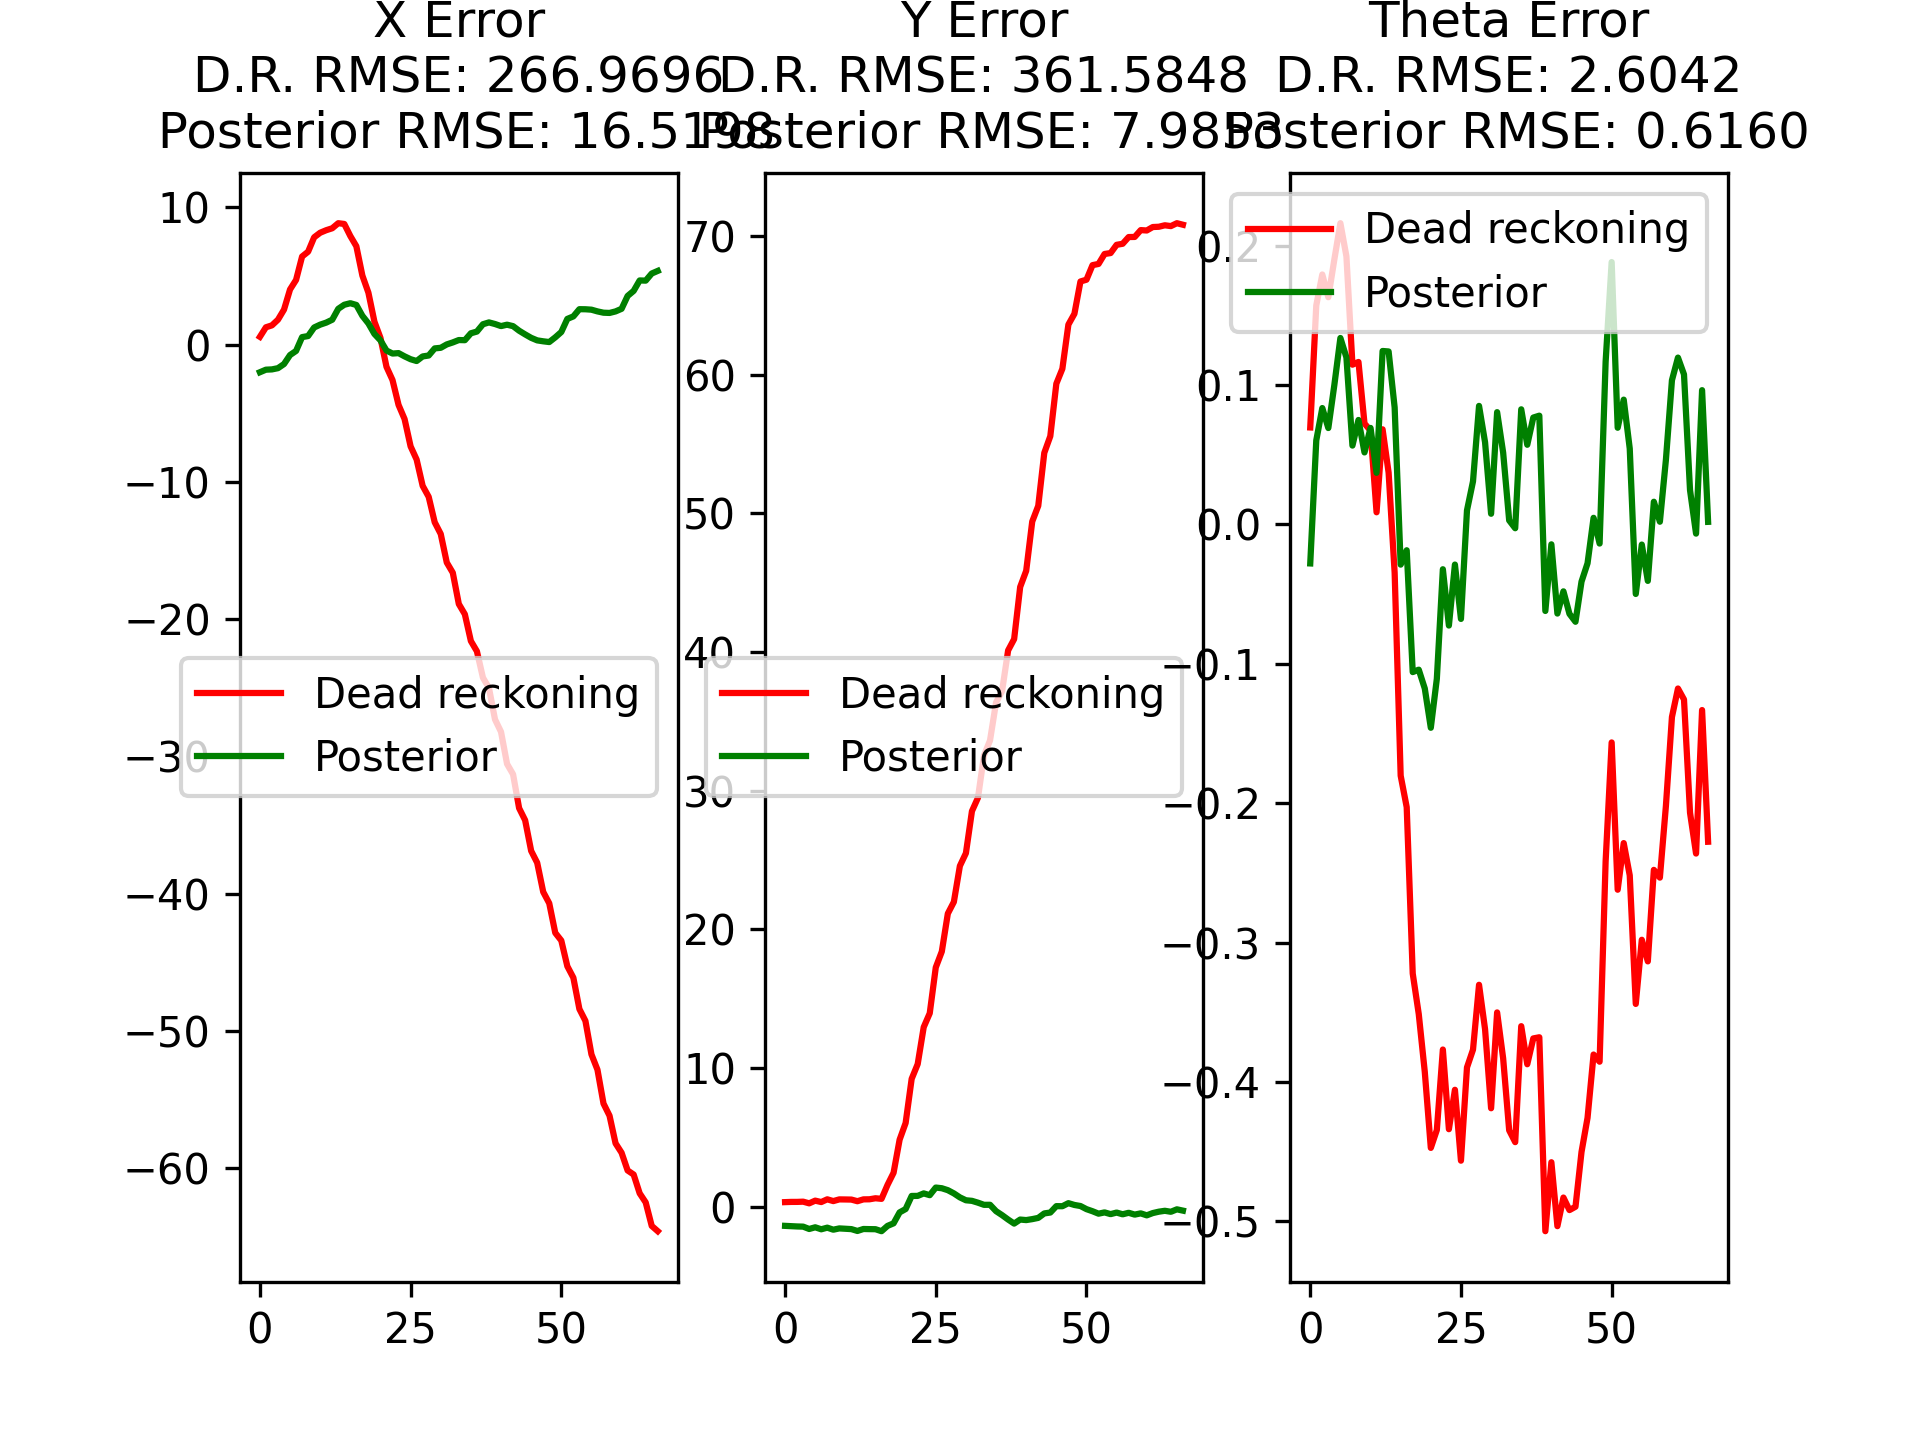 X Error
D.R. RMSE: 266.9696
Posterior RMSE: 16.5198
Y Error
D.R. RMSE: 361.5848
Posterior RMSE: 7.9853
Theta Error
D.R. RMSE: 2.6042
Posterior RMSE: 0.6160
10
0
−10
−20
−30
−40
−50
−60
Dead reckoning
Posterior
0 25 50
70
60
50
40
30
20
10
0
Dead reckoning
Posterior
0 25 50
0.2
0.1
0.0
−0.1
−0.2
−0.3
−0.4
−0.5
Dead reckoning
Posterior
0 25 50